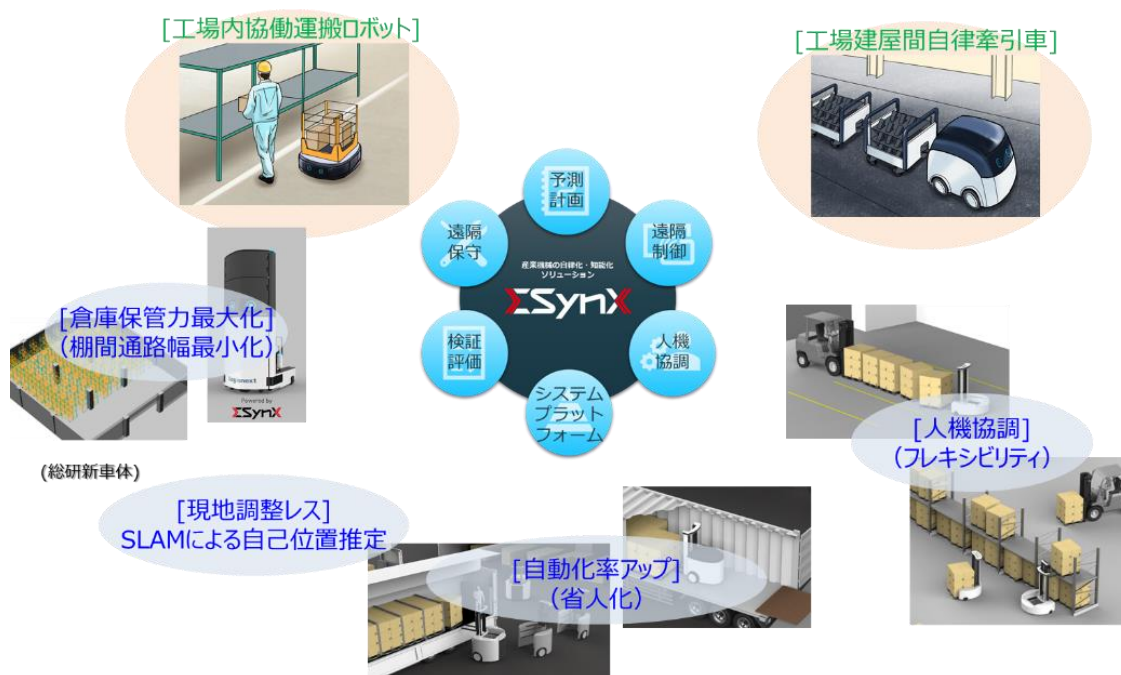 [工場内協働運搬ロボット]
[工場建屋間自律牽引車]
予測
計画
遠隔
保守
遠隔
制御
産業機械の自律化・知能化
ソリューション
ΣSynX
検証
評価
人機
協調
システム
プラット
フォーム
[倉庫保管力最大化]
(棚間通路幅最小化)
Powered by
ΣSynX
(総研新車体)
[人機協調]
(フレキシビリティ)
[現地調整レス]
SLAMによる自己位置推定
[自動化率アップ]
(省人化)